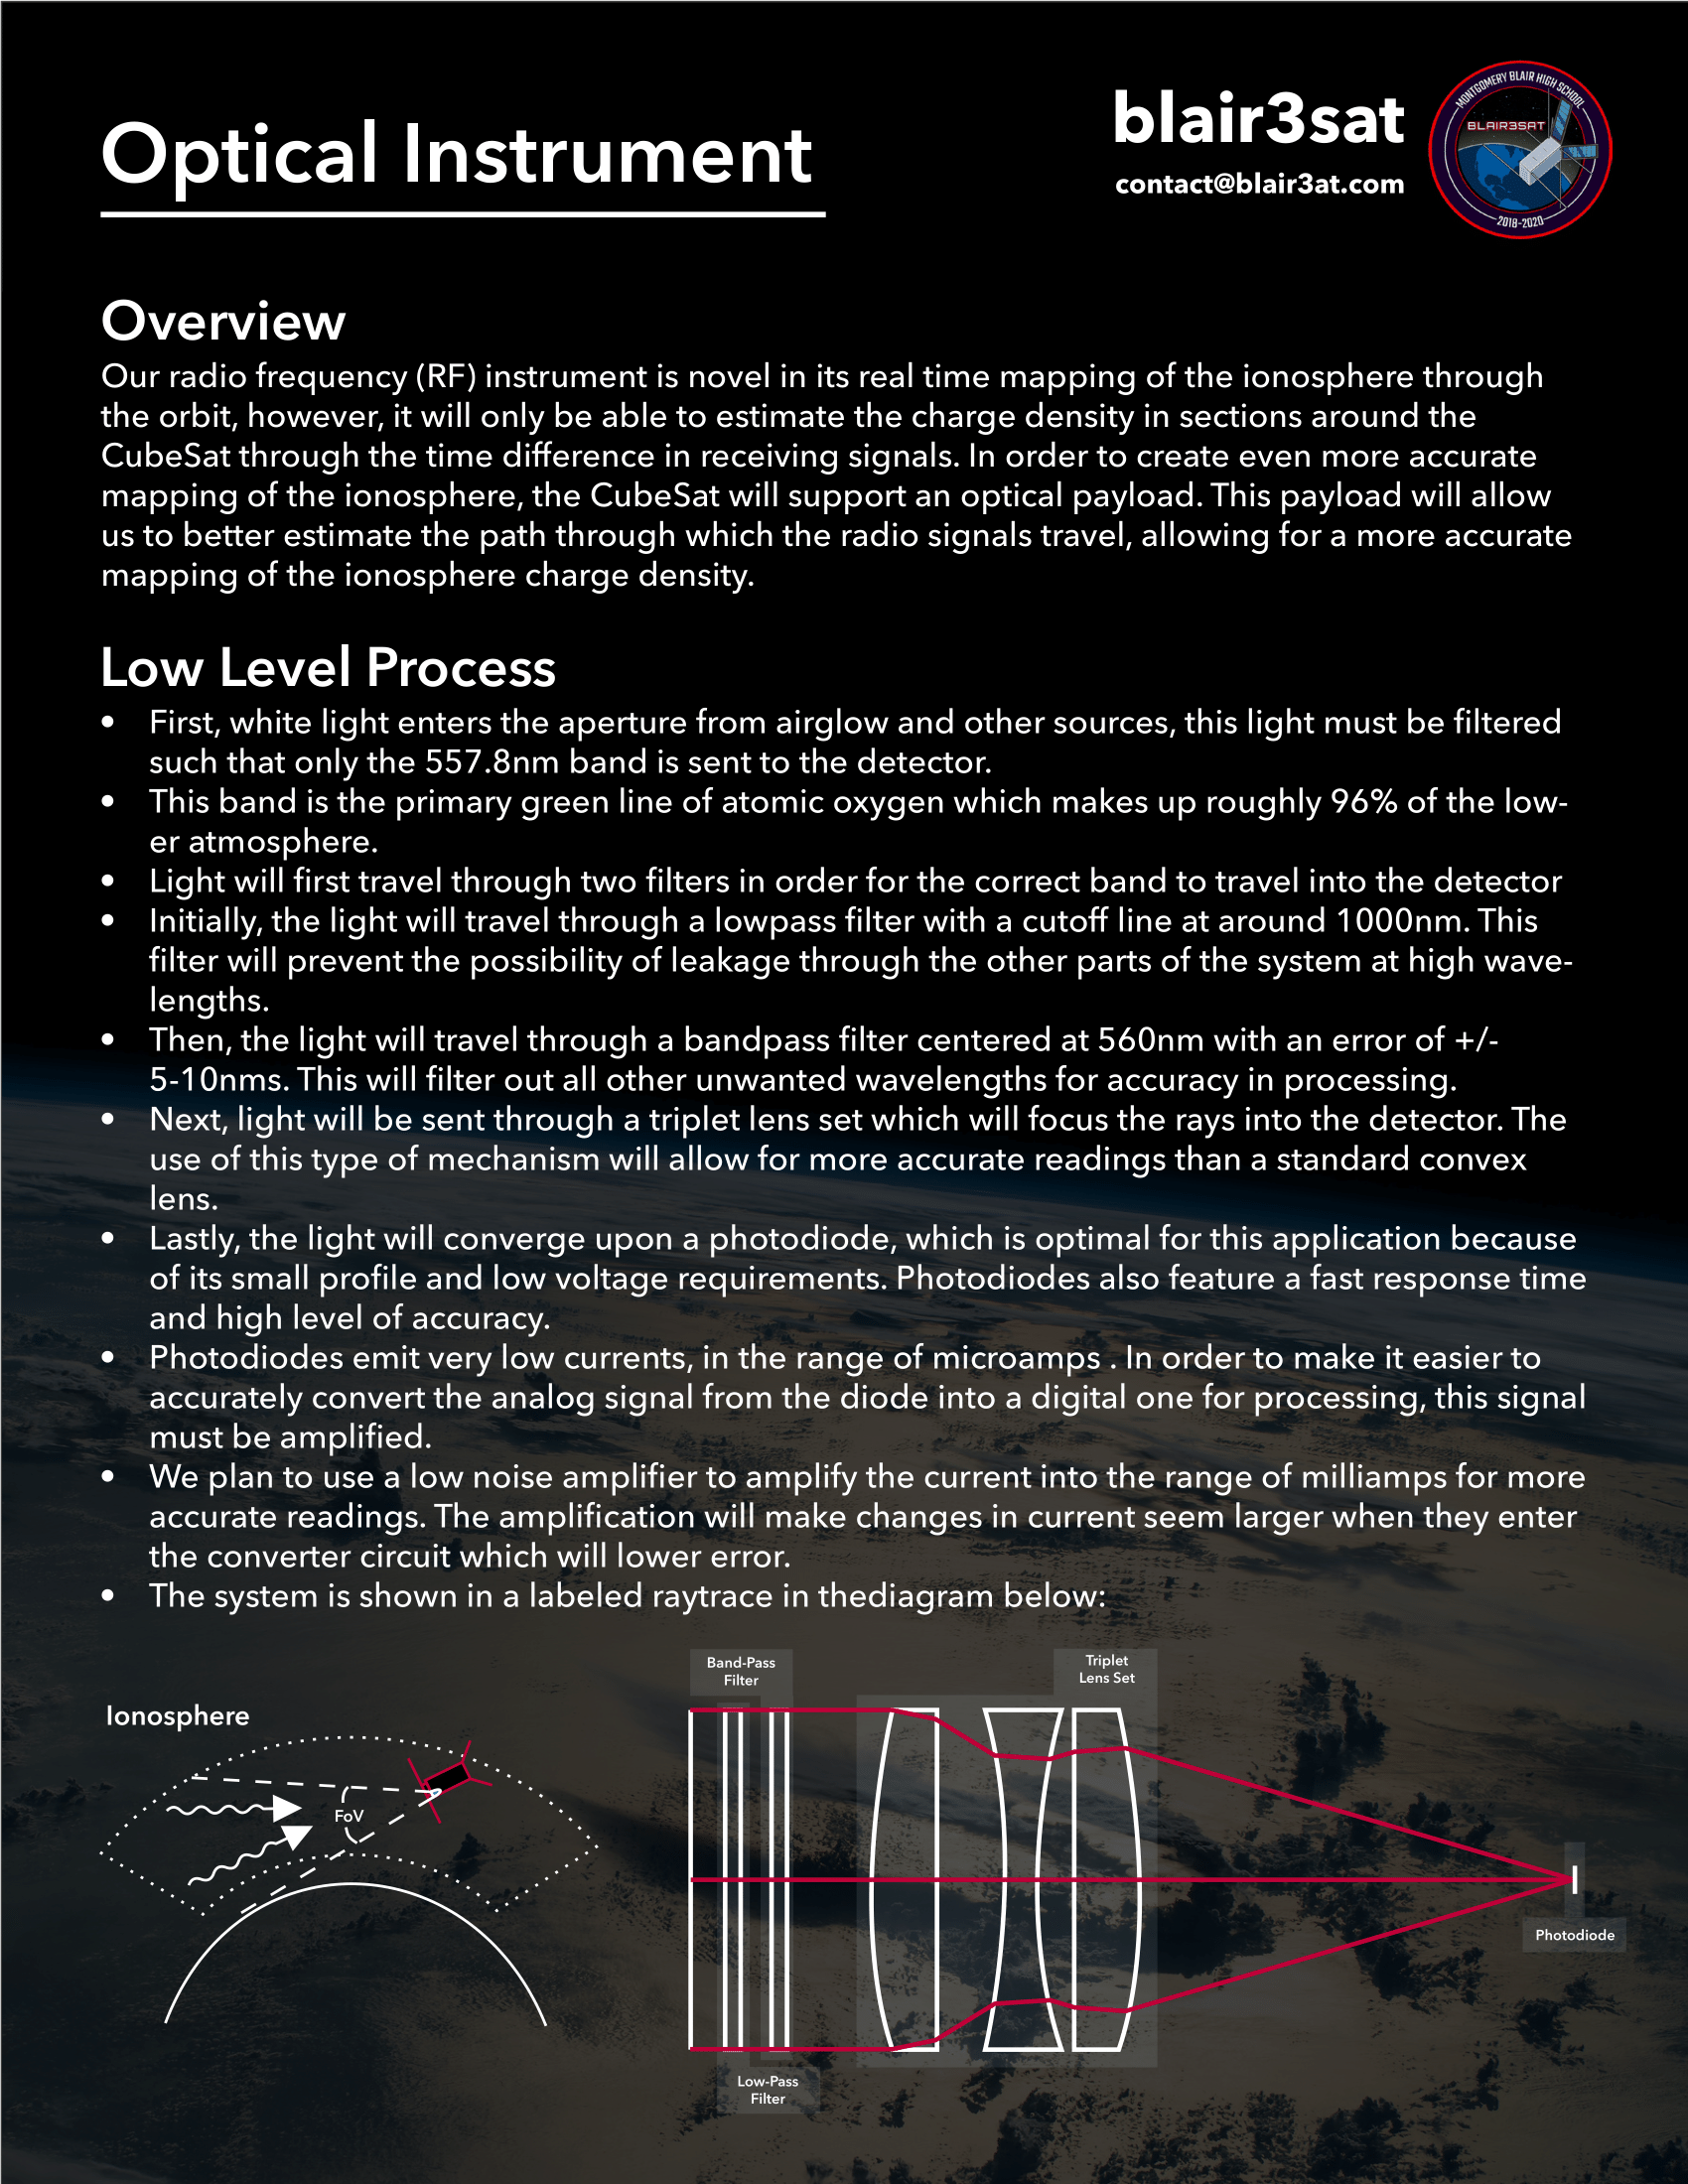 Optical Instrument
blair3sat
contact@blair3at.com
MONTGOMERY BLAIR HIGH SCHOOL
BLAIR3SAT
2018-2020
Overview
Our radio frequency (RF) instrument is novel in its real time mapping of the ionosphere through
the orbit, however, it will only be able to estimate the charge density in sections around the
CubeSat through the time difference in receiving signals. In order to create even more accurate
mapping of the ionosphere, the CubeSat will support an optical payload. This payload will allow
us to better estimate the path through which the radio signals travel, allowing for a more accurate
mapping of the ionosphere charge density.
Low Level Process
• First, white light enters the aperture from airglow and other sources, this light must be filtered
such that only the 557.8nm band is sent to the detector.
• This band is the primary green line of atomic oxygen which makes up roughly 96% of the low-
er atmosphere.
• Light will first travel through two filters in order for the correct band to travel into the detector
• Initially, the light will travel through a lowpass filter with a cutoff line at around 1000nm. This
filter will prevent the possibility of leakage through the other parts of the system at high wave-
lengths.
• Then, the light will travel through a bandpass filter centered at 560nm with an error of +/-
5-10nms. This will filter out all other unwanted wavelengths for accuracy in processing.
• Next, light will be sent through a triplet lens set which will focus the rays into the detector. The
use of this type of mechanism will allow for more accurate readings than a standard convex
lens.
• Lastly, the light will converge upon a photodiode, which is optimal for this application because
of its small profile and low voltage requirements. Photodiodes also feature a fast response time
and high level of accuracy.
• Photodiodes emit very low currents, in the range of microamps . In order to make it easier to
accurately convert the analog signal from the diode into a digital one for processing, this signal
must be amplified.
• We plan to use a low noise amplifier to amplify the current into the range of milliamps for more
accurate readings. The amplification will make changes in current seem larger when they enter
the converter circuit which will lower error.
• The system is shown in a labeled raytrace in thediagram below:
Ionosphere
FoV
Band-Pass
Filter
Triplet
Lens Set
Photodiode
Low-Pass
Filter